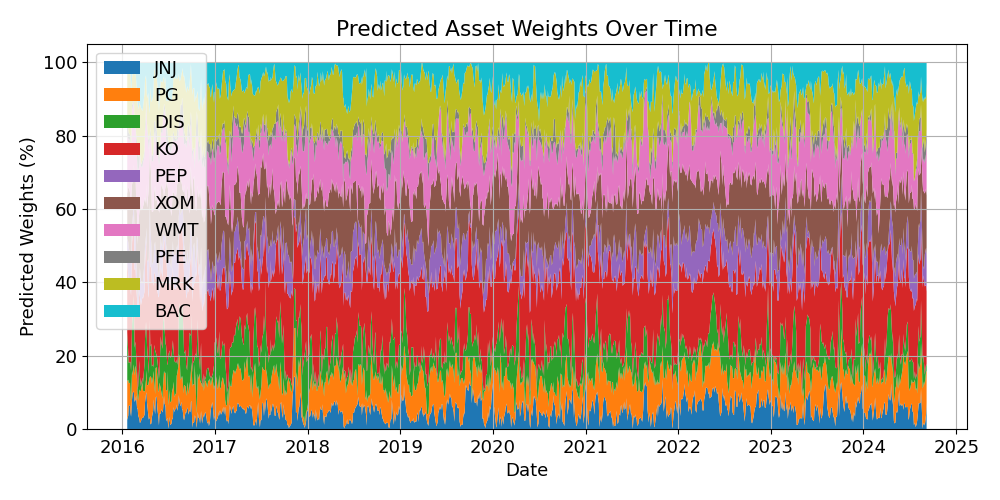 Predicted Asset Weights Over Time
Predicted Weights (%)
100
80
60
40
20
0
JNJ
PG
DIS
KO
PEP
XOM
WMT
PFE
MRK
BAC
2016 2017 2018 2019 2020 2021 2022 2023 2024 2025
Date